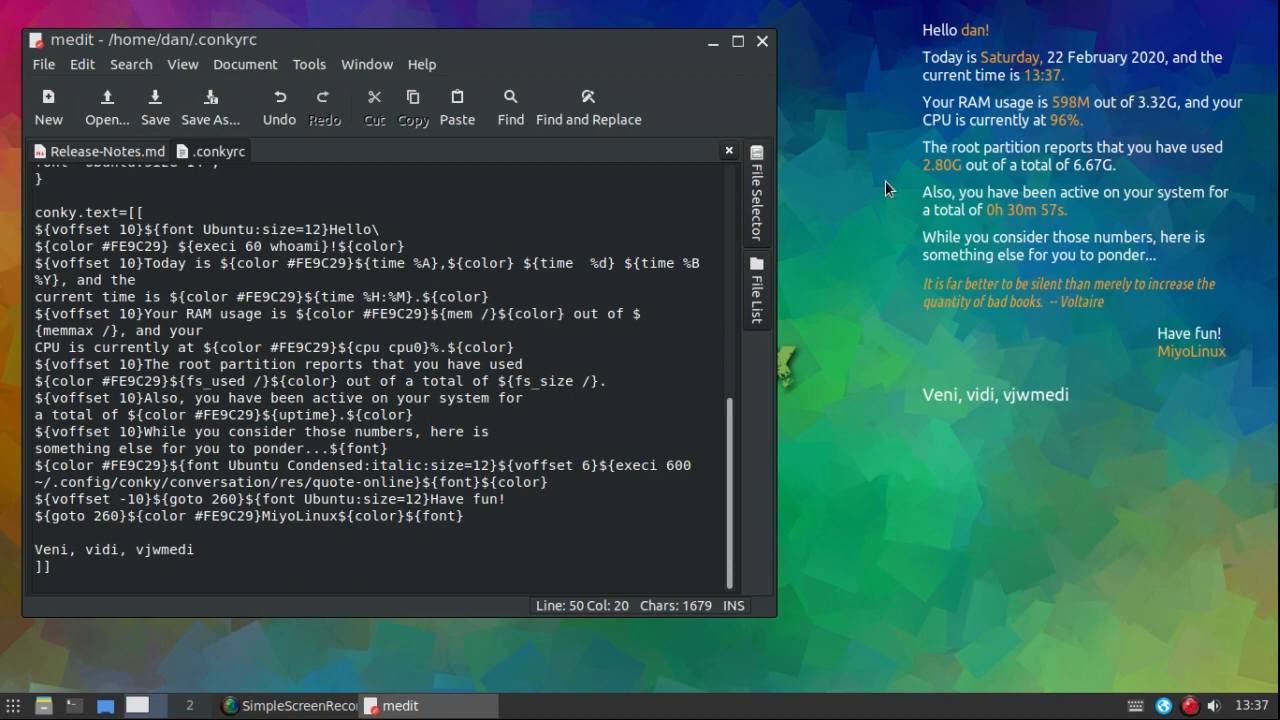 medit - /home/dan/.conkyrc
File Edit Search View Document Tools Window Help
New Open... Save Save As... Undo Redo Cut Copy Paste Find Find and Replace
Release-Notes.md .conkyrc
}
conky.text=[[
${voffset 10}${font Ubuntu:size=12}Hello\
${color #FE9C29} ${execi 60 whoami}!${color}
${voffset 10}Today is ${color #FE9C29}${time %A},${color} ${time  %d} ${time %B
%Y}, and the
current time is ${color #FE9C29}${time %H:%M}.${color}
${voffset 10}Your RAM usage is ${color #FE9C29}${mem /}${color} out of $
{memmax /}, and your
CPU is currently at ${color #FE9C29}${cpu cpu0}%.${color}
${voffset 10}The root partition reports that you have used
${color #FE9C29}${fs_used /}${color} out of a total of ${fs_size /}.
${voffset 10}Also, you have been active on your system for
a total of ${color #FE9C29}${uptime}.${color}
${voffset 10}While you consider those numbers, here is
something else for you to ponder...${font}
${color #FE9C29}${font Ubuntu Condensed:italic:size=12}${voffset 6}${execi 600
~/.config/conky/conversation/res/quote-online}${font}${color}
${voffset -10}${goto 260}${font Ubuntu:size=12}Have fun!
${goto 260}${color #FE9C29}MiyoLinux${color}${font}
Veni, vidi, vjwmedi
]]
File Selector
File List
Line: 50 Col: 20 Chars: 1679 INS
Hello dan!
Today is Saturday, 22 February 2020, and the
current time is 13:37.
Your RAM usage is 598M out of 3.32G, and your
CPU is currently at 96%.
The root partition reports that you have used
2.80G out of a total of 6.67G.
Also, you have been active on your system for
a total of 0h 30m 57s.
While you consider those numbers, here is
something else for you to ponder...
It is far better to be silent than merely to increase the
quantity of bad books. -- Voltaire
Have fun!
MiyoLinux
Veni, vidi, vjwmedi
2 SimpleScreenRecor medit 13:37